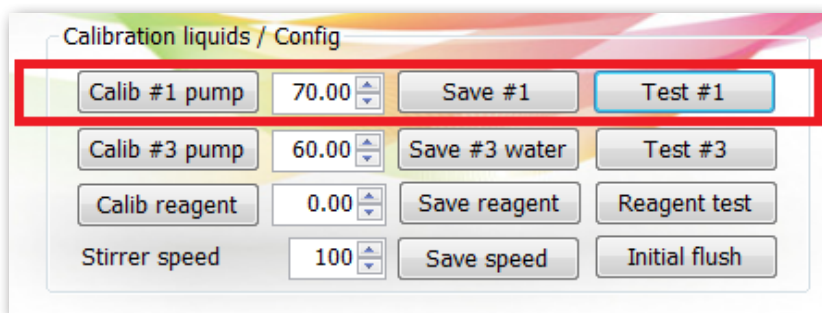 Calibration liquids / Config
Calib #1 pump 70.00 Save #1 Test #1
Calib #3 pump 60.00 Save #3 water Test #3
Calib reagent 0.00 Save reagent Reagent test
Stirrer speed 100 Save speed Initial flush